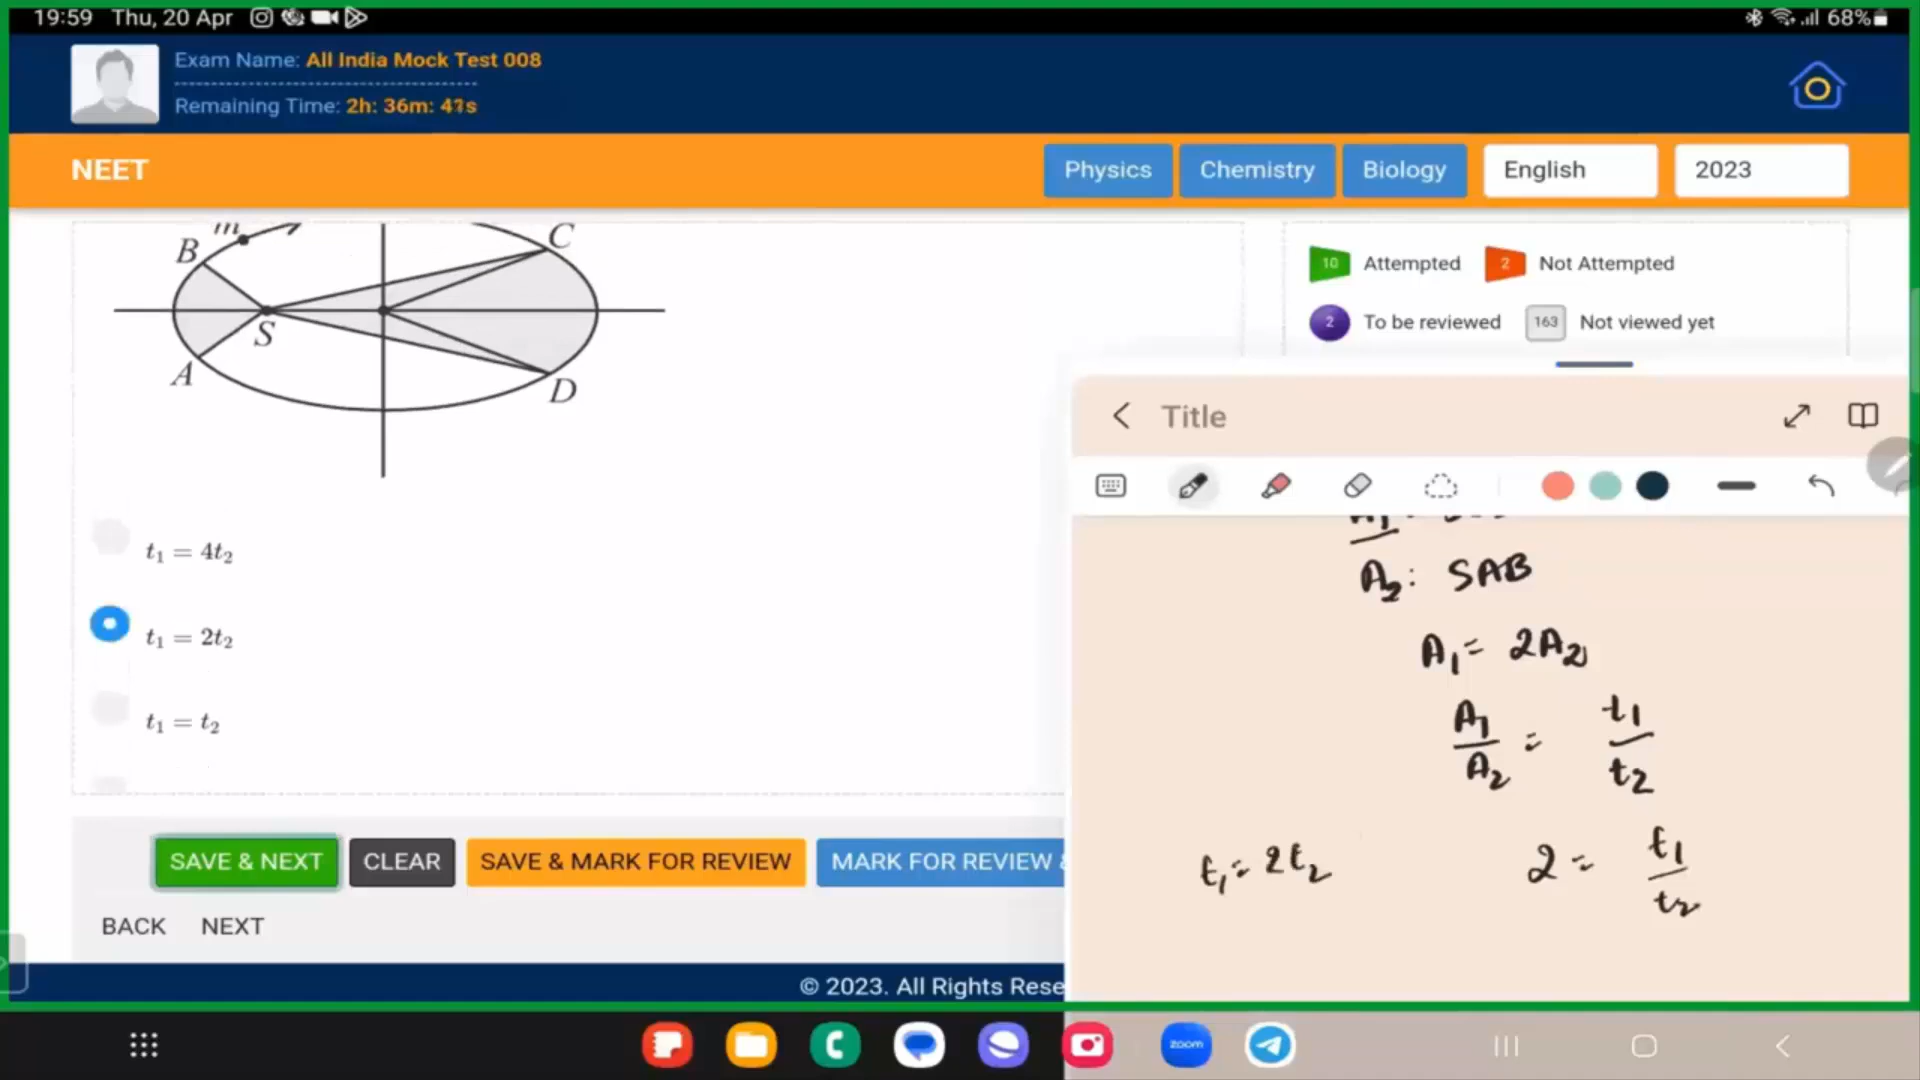 19:59 Thu, 20 Apr
68%
Exam Name: All India Mock Test 008
Remaining Time: 2h: 36m: 41s
NEET
Physics
Chemistry
Biology
English
2023
m
B
C
S
A
D
10 Attempted
2 Not Attempted
2 To be reviewed
163 Not viewed yet
t₁ = 4t₂
t₁ = 2t₂
t₁ = t₂
Title
A₂: SAB
A₁ = 2A₂
A₁/A₂ = t₁/t₂
t₁ = 2t₂
2 = t₁/t₂
SAVE & NEXT
CLEAR
SAVE & MARK FOR REVIEW
MARK FOR REVIEW &
BACK
NEXT
© 2023. All Rights Rese
zoom